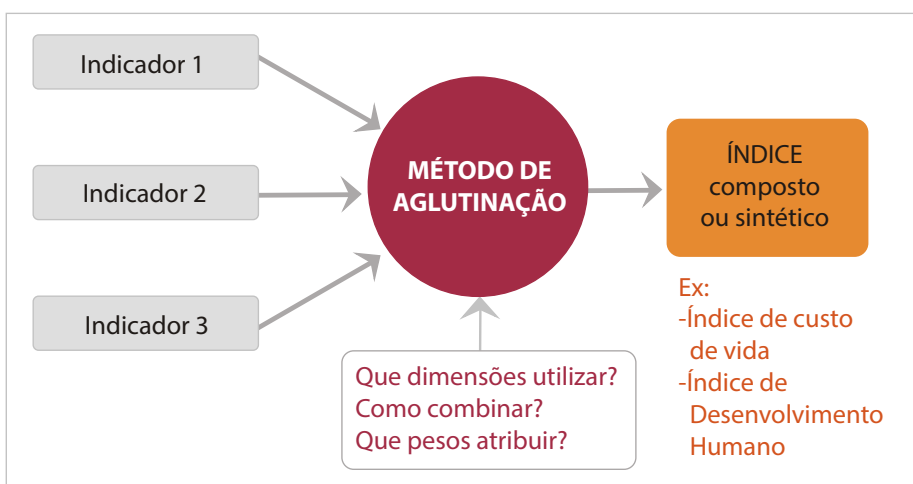 Indicador 1
Indicador 2
Indicador 3
MÉTODO DE
AGLUTINAÇÃO
Que dimensões utilizar?
Como combinar?
Que pesos atribuir?
ÍNDICE
composto
ou sintético
Ex:
-Índice de custo
de vida
-Índice de
Desenvolvimento
Humano